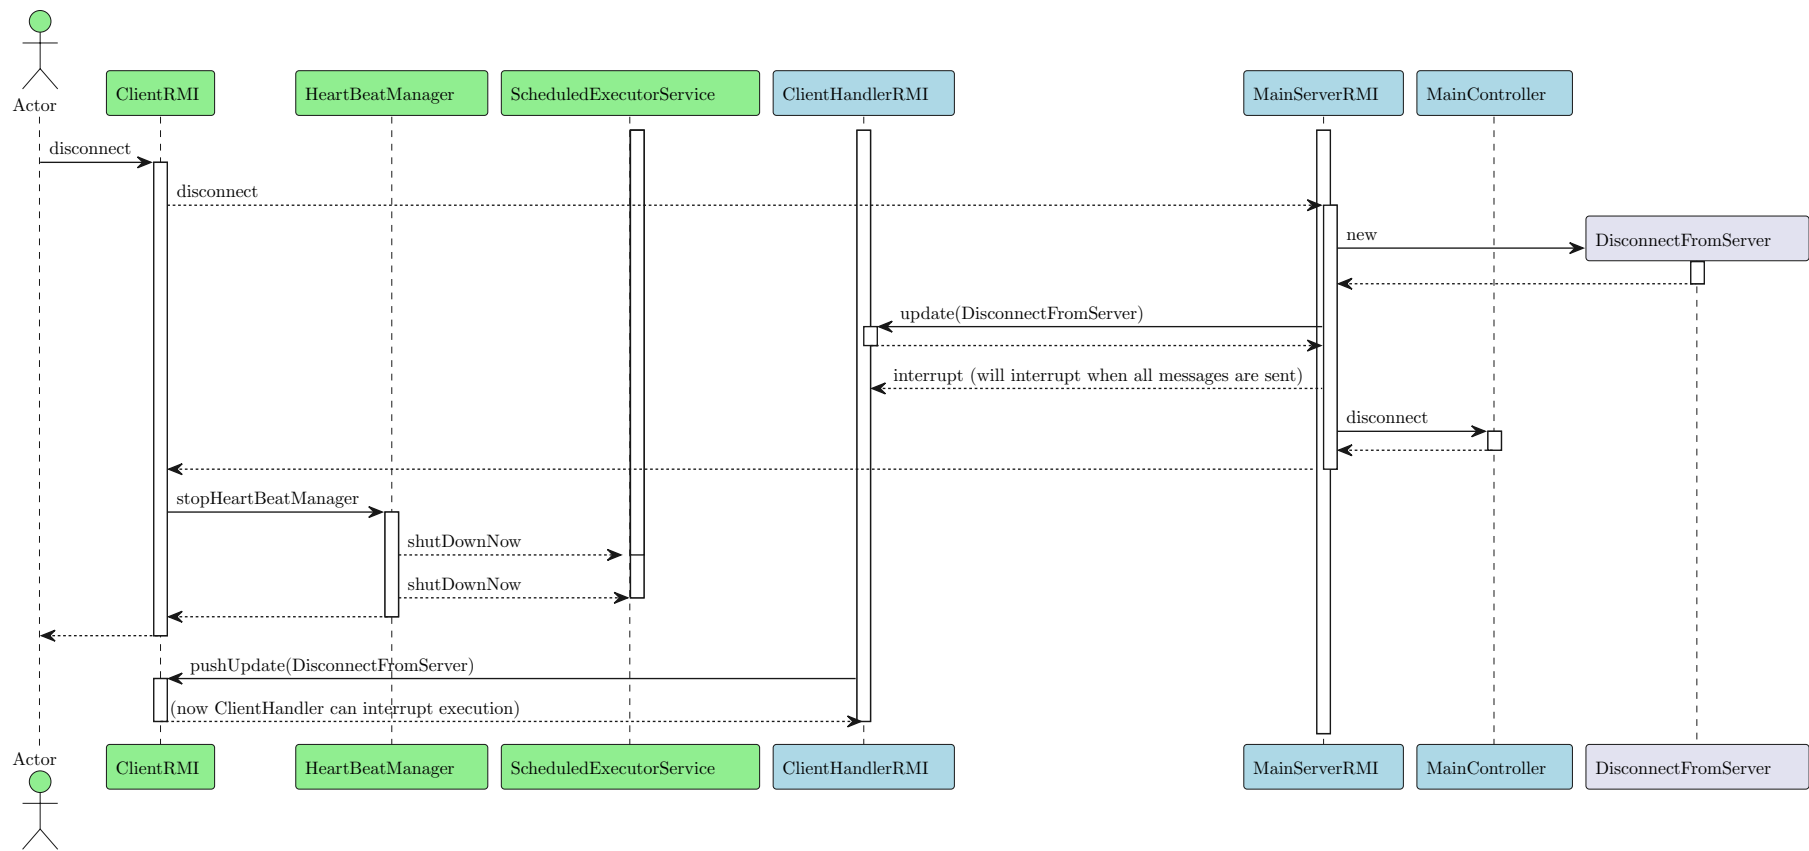 Actor
ClientRMI
HeartBeatManager
ScheduledExecutorService
ClientHandlerRMI
MainServerRMI
MainController
disconnect
disconnect
new
DisconnectFromServer
update(DisconnectFromServer)
interrupt (will interrupt when all messages are sent)
disconnect
stopHeartBeatManager
shutDownNow
shutDownNow
pushUpdate(DisconnectFromServer)
(now ClientHandler can interrupt execution)
Actor
ClientRMI
HeartBeatManager
ScheduledExecutorService
ClientHandlerRMI
MainServerRMI
MainController
DisconnectFromServer